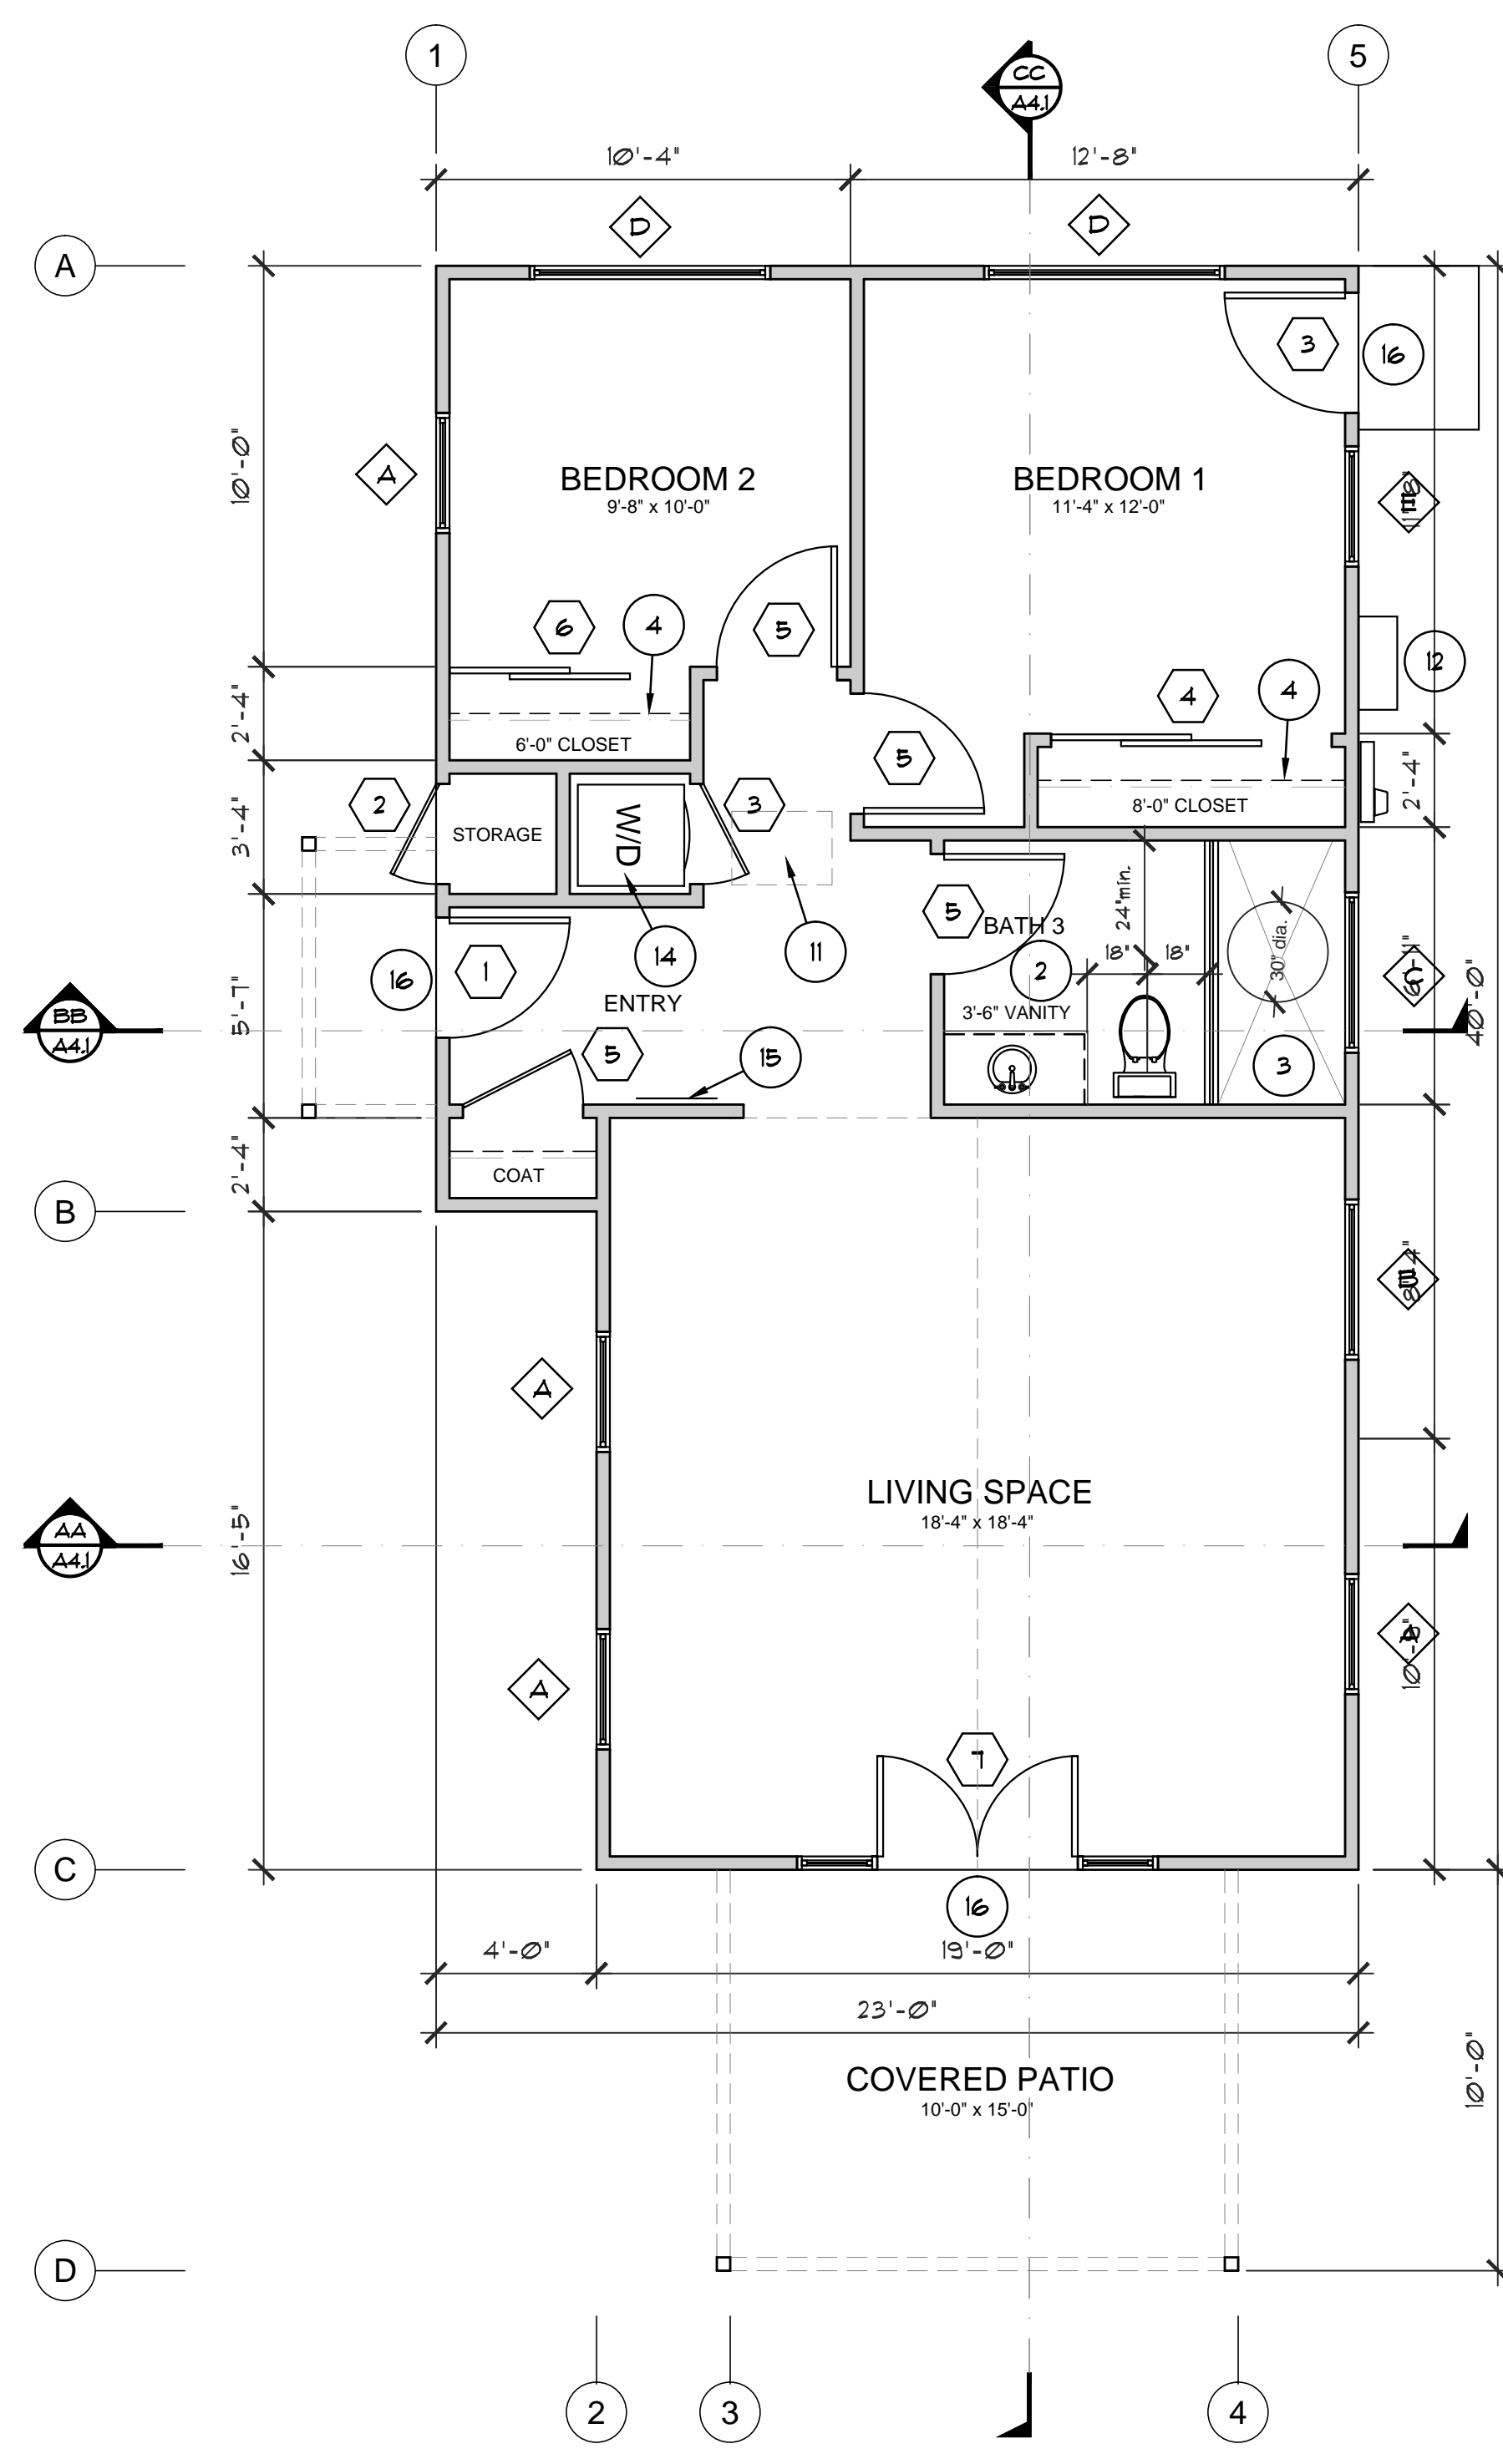 1
5
CC
A4.1
10'-4"
12'-8"
D
D
A
3
16
10'-0"
A
BEDROOM 2
9'-8" x 10'-0"
BEDROOM 1
11'-4" x 12'-0"
E
11'-8"
6
4
5
12
4
4
2'-4"
6'-0" CLOSET
5
2'-4"
8'-0" CLOSET
2
3
3'-4"
STORAGE
W/D
24"min.
5
BATH 3
30" dia.
14
11
18"
18"
2
C
16
1
40'-0"
ENTRY
3'-6" VANITY
BB
A4.1
5'-7"
5
15
3
2'-4"
COAT
B
B
8'-4"
A
LIVING SPACE
18'-4" x 18'-4"
AA
A4.1
16'-5"
A
A
7
C
16
4'-0"
19'-0"
23'-0"
COVERED PATIO
10'-0" x 15'-0"
10'-0"
D
2
3
4